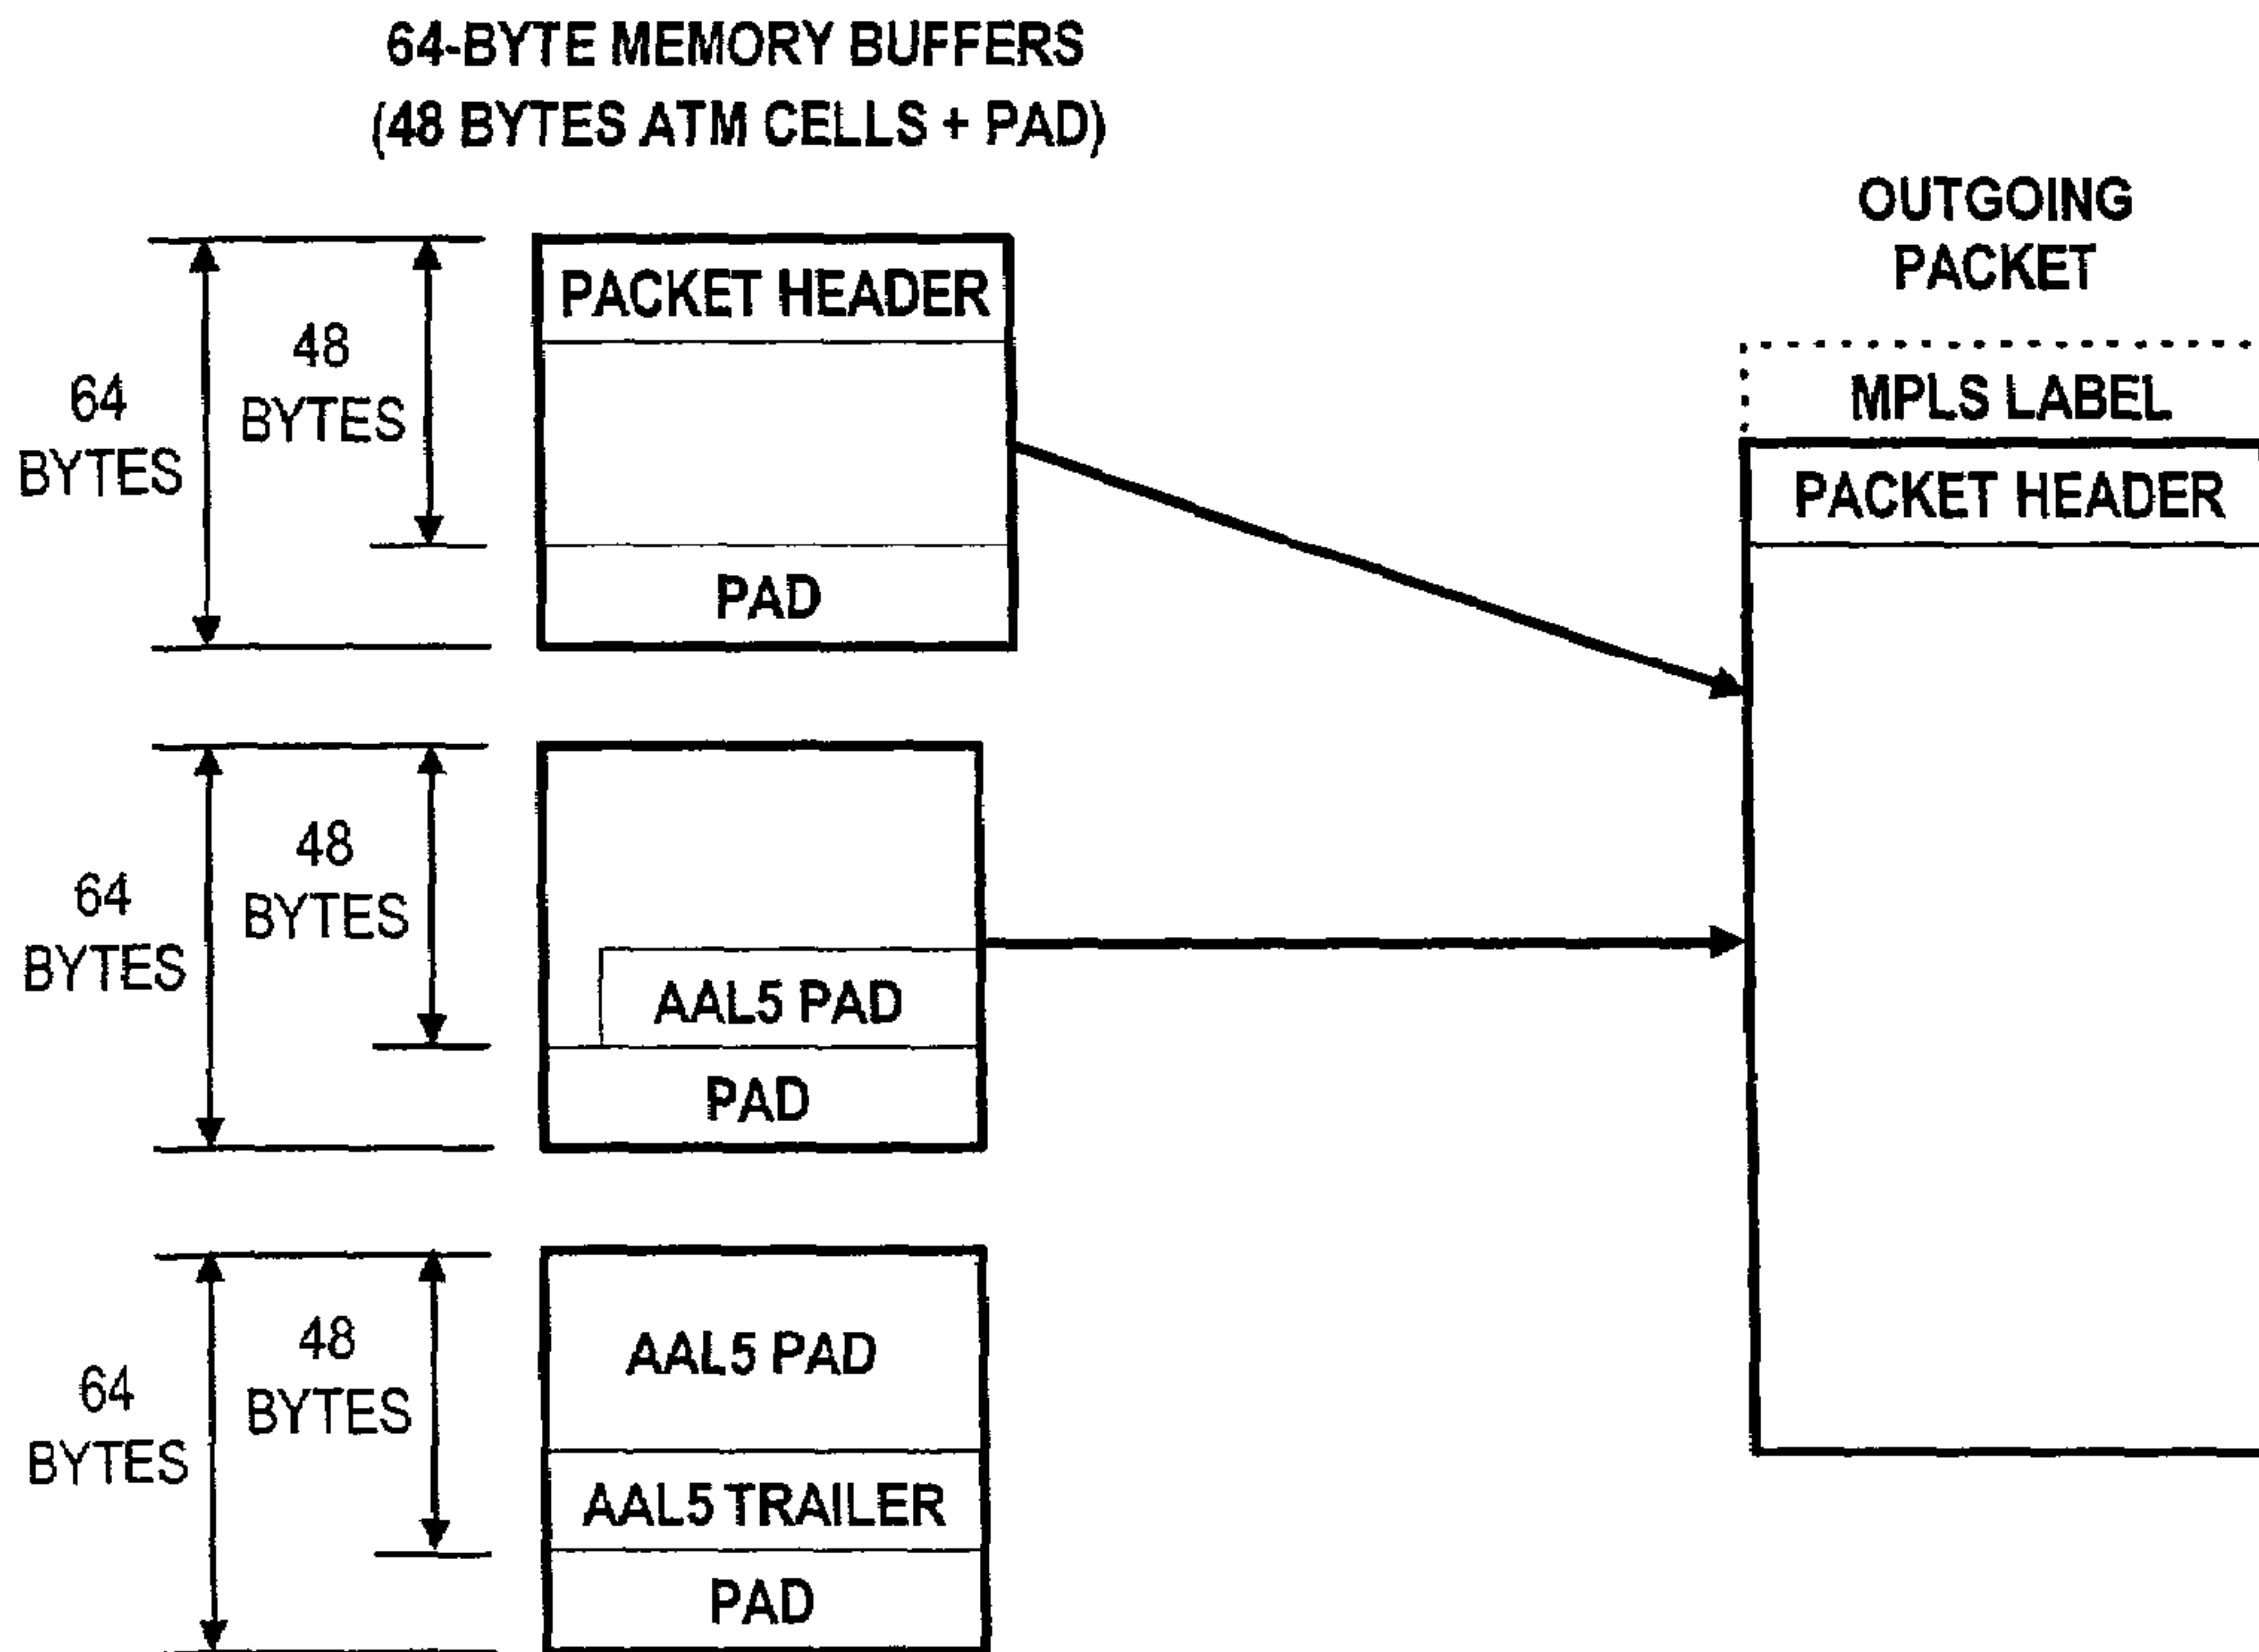 64-BYTE MEMORY BUFFERS
(48 BYTES ATM CELLS + PAD)
OUTGOING
PACKET
64
BYTES
48
BYTES
PACKET HEADER
PAD
MPLS LABEL
PACKET HEADER
64
BYTES
48
BYTES
AAL5 PAD
PAD
64
BYTES
48
BYTES
AAL5 PAD
AAL5 TRAILER
PAD